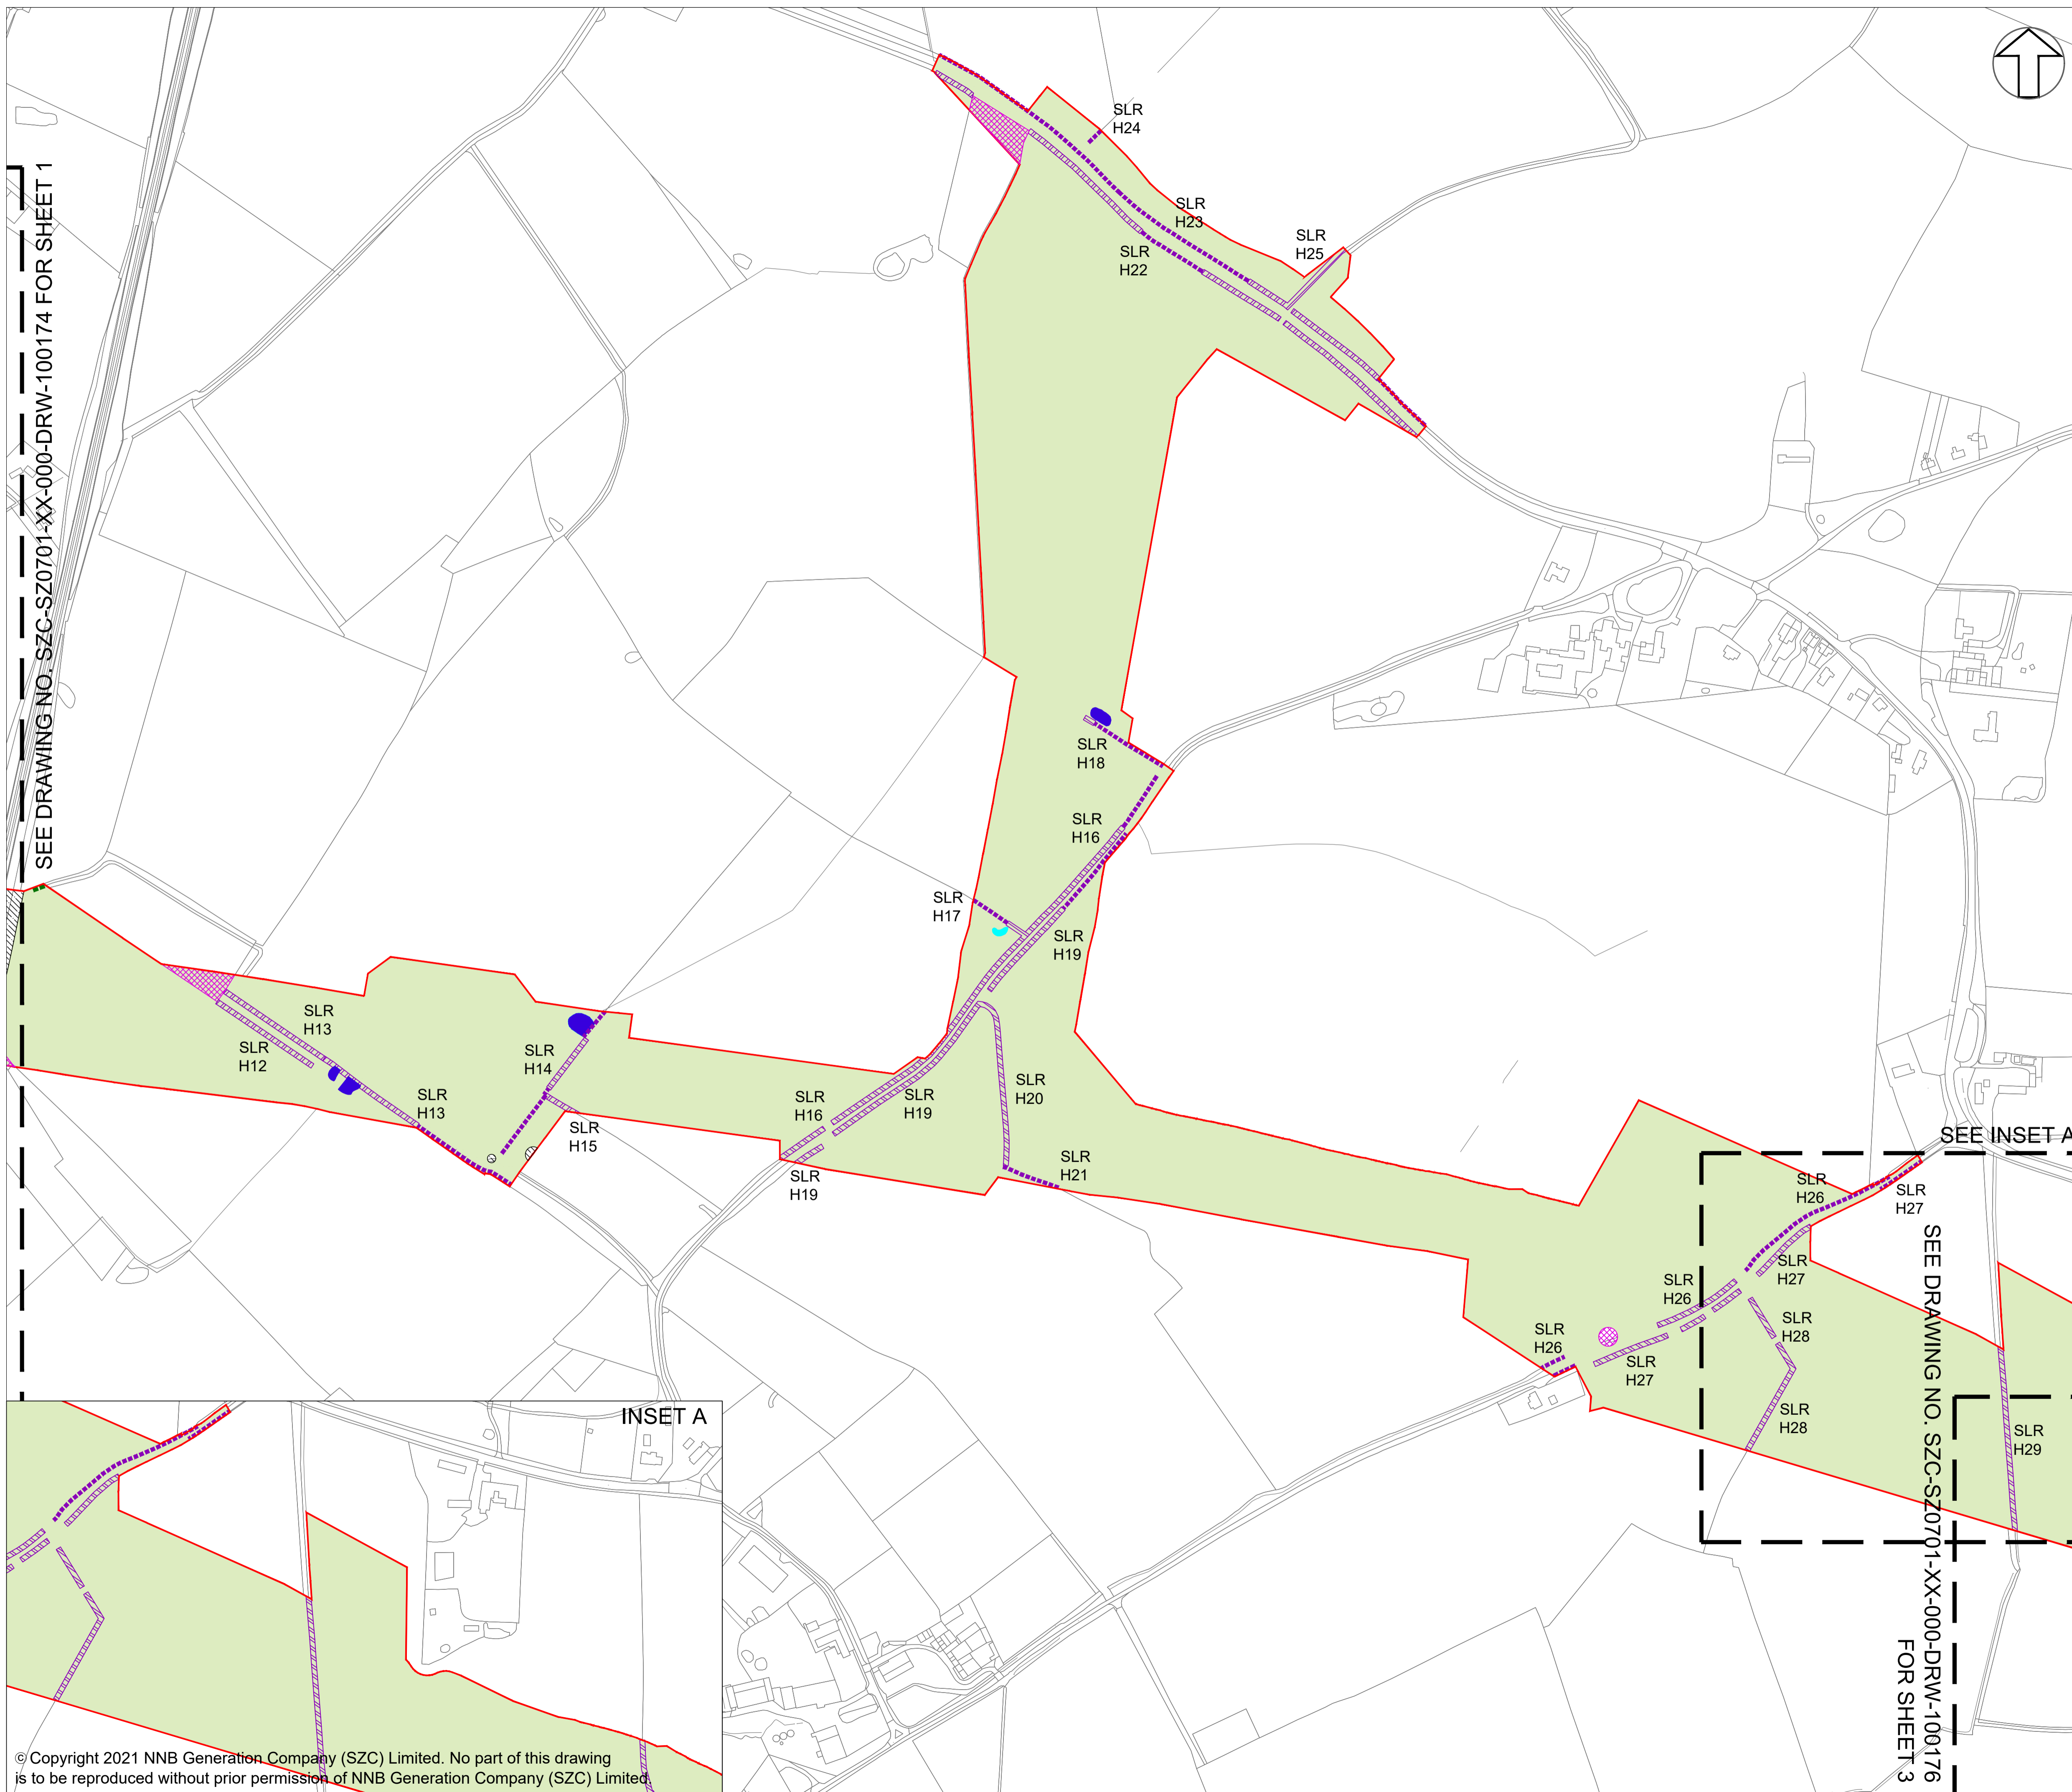 SEE DRAWING NO. SZC-SZ0701-XX-000-DRW-100174 FOR SHEET 1
SLR
H24
SLR
H23
SLR
H22
SLR
H25
SLR
H18
SLR
H16
SLR
H17
SLR
H19
SLR
H13
SLR
H12
SLR
H14
SLR
H13
SLR
H15
SLR
H16
SLR
H19
SLR
H20
SLR
H19
SLR
H21
SEE INSET A
SLR
H26
SLR
H27
SLR
H27
SLR
H26
SLR
H28
SLR
H26
SLR
H27
SLR
H28
SLR
H29
SEE DRAWING NO. SZC-SZ0701-XX-000-DRW-100176
FOR SHEET 3
INSET A
© Copyright 2021 NNB Generation Company (SZC) Limited. No part of this drawing
is to be reproduced without prior permission of NNB Generation Company (SZC) Limited.